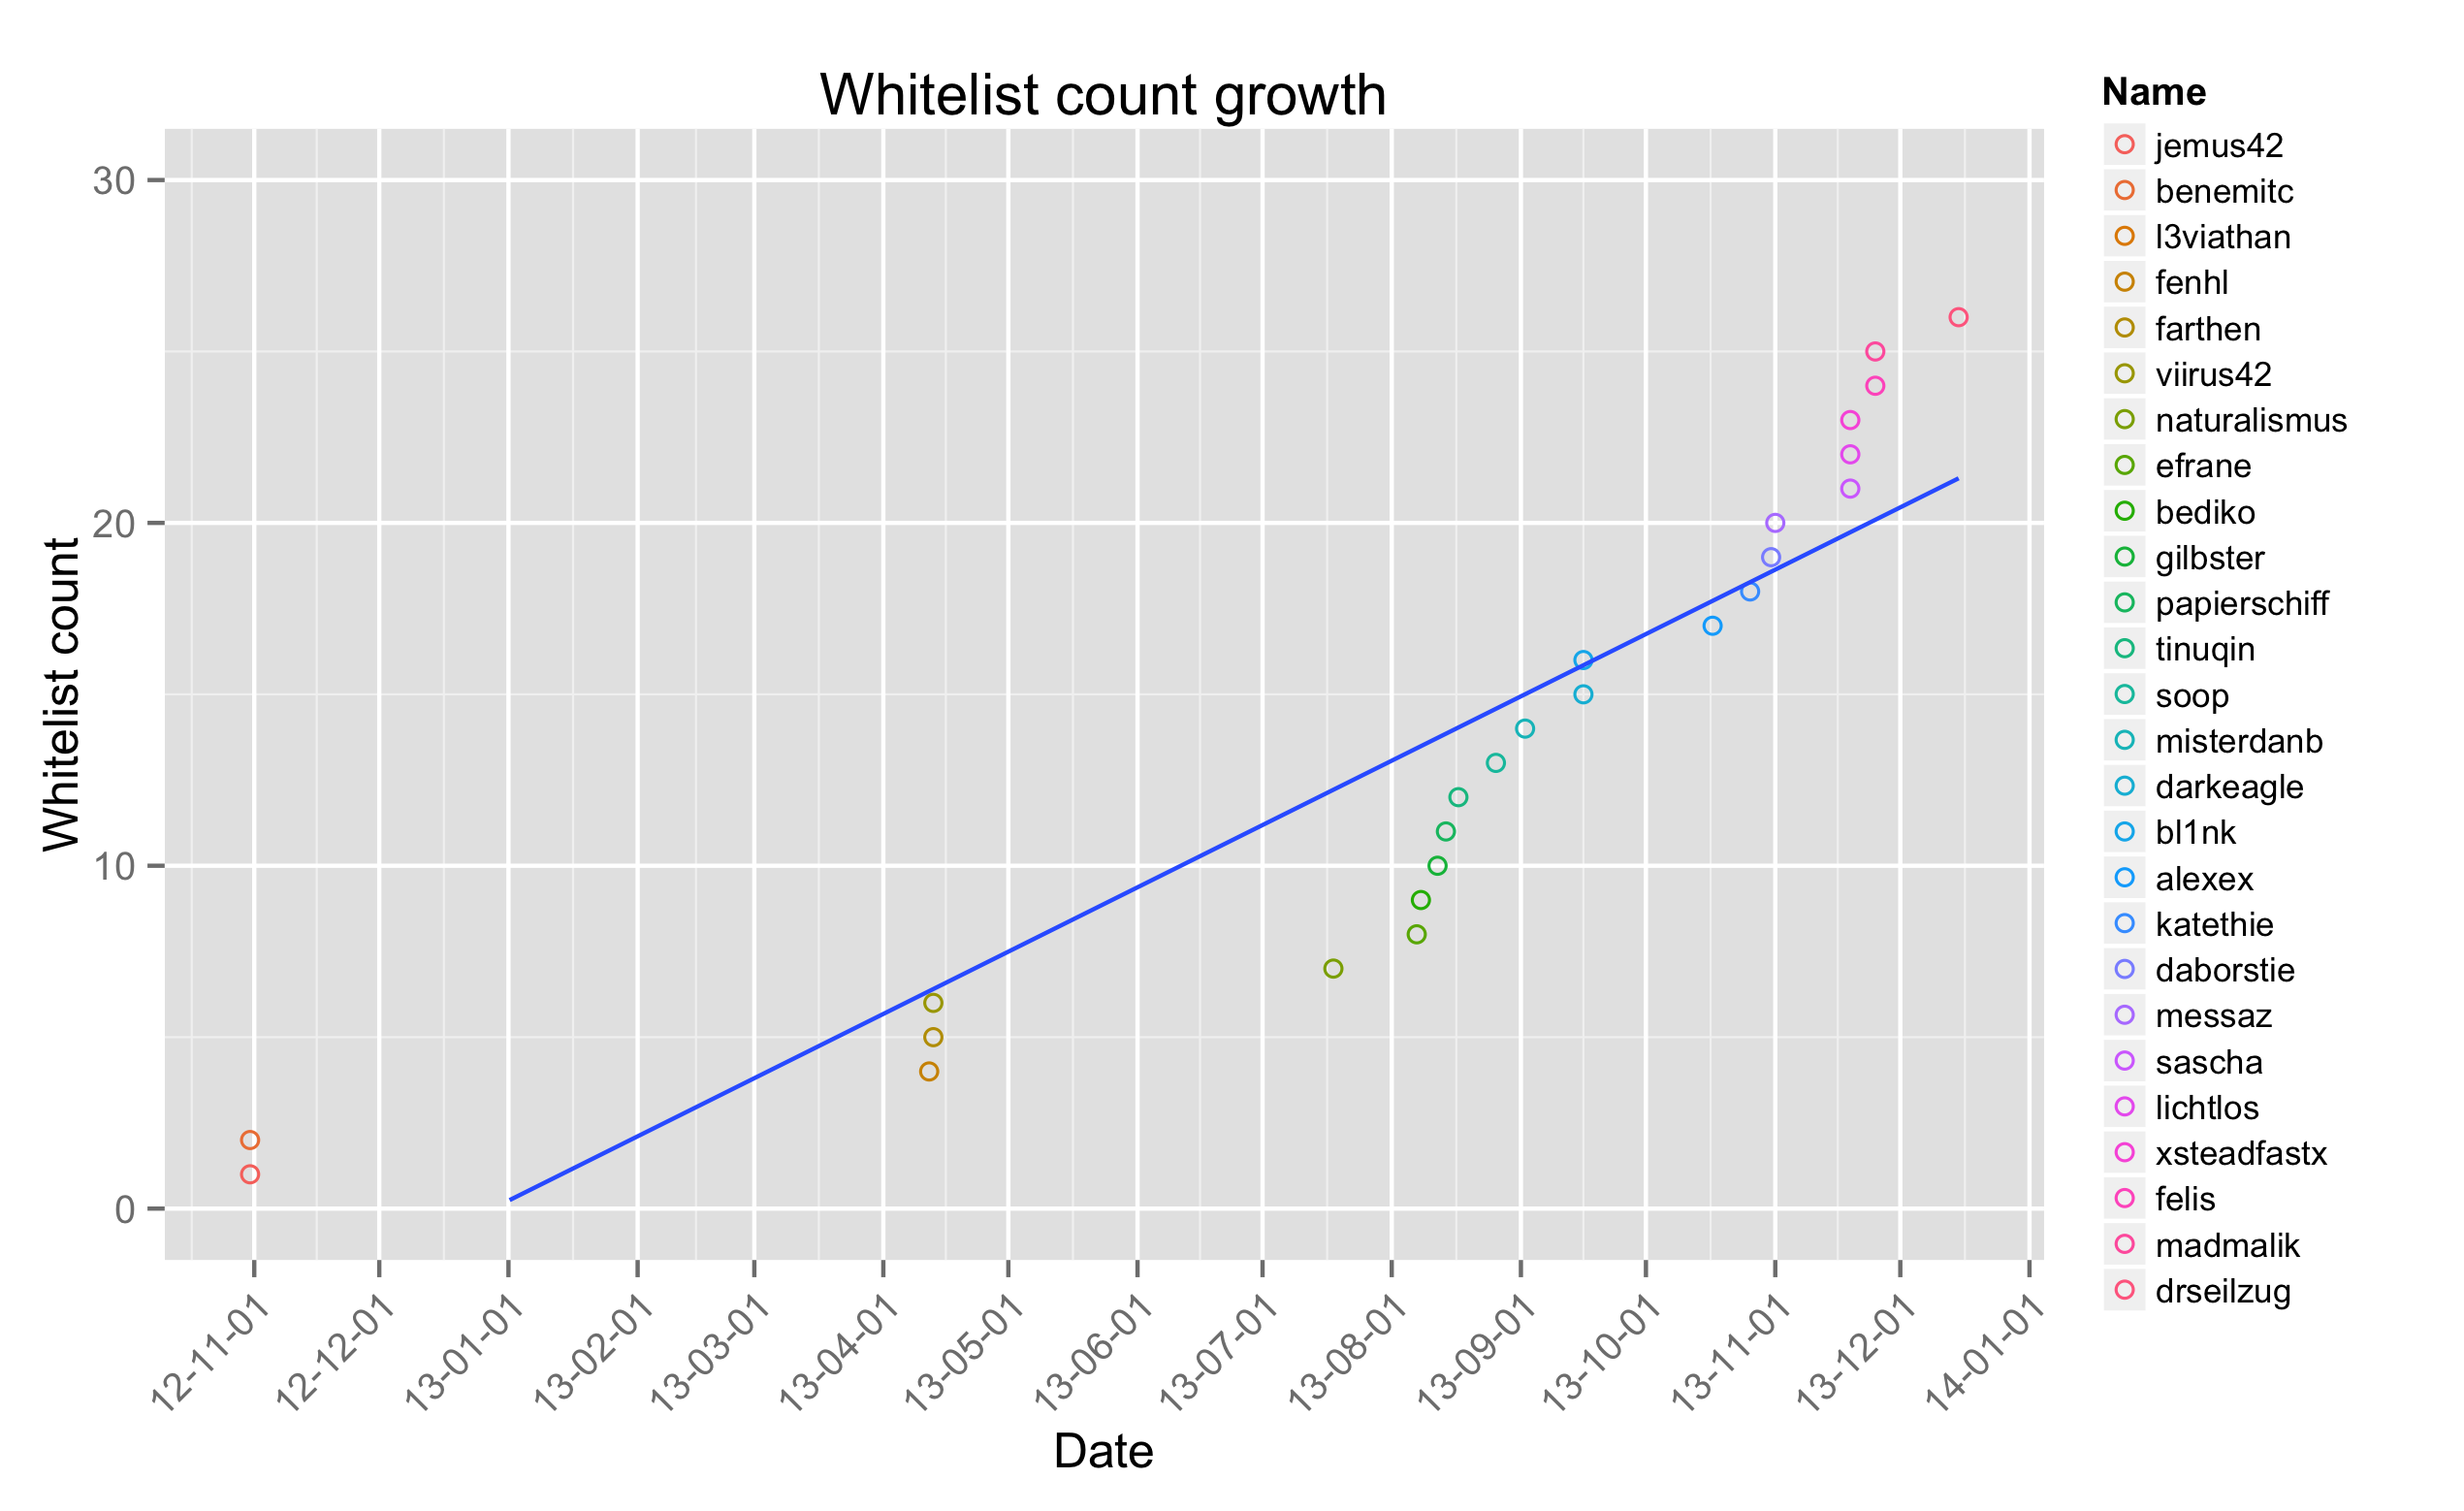 Whitelist count growth
Whitelist count
30
20
10
0
12-11-01
12-12-01
13-01-01
13-02-01
13-03-01
13-04-01
13-05-01
13-06-01
13-07-01
13-08-01
13-09-01
13-10-01
13-11-01
13-12-01
14-01-01
Date
Name
jemus42
benemitc
l3viathan
fenhl
farthen
viirus42
naturalismus
efrane
bediko
gilbster
papierschiff
tinuqin
soop
misterdanb
darkeagle
bl1nk
alexex
katethie
daborstie
messaz
sascha
lichtlos
xsteadfastx
felis
madmalik
drseilzug